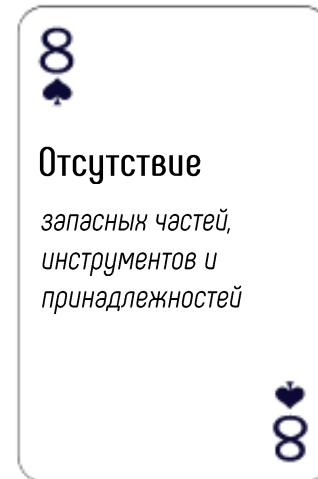 8
Отсутствие
запасных частей,
инструментов и
принадлежностей
8